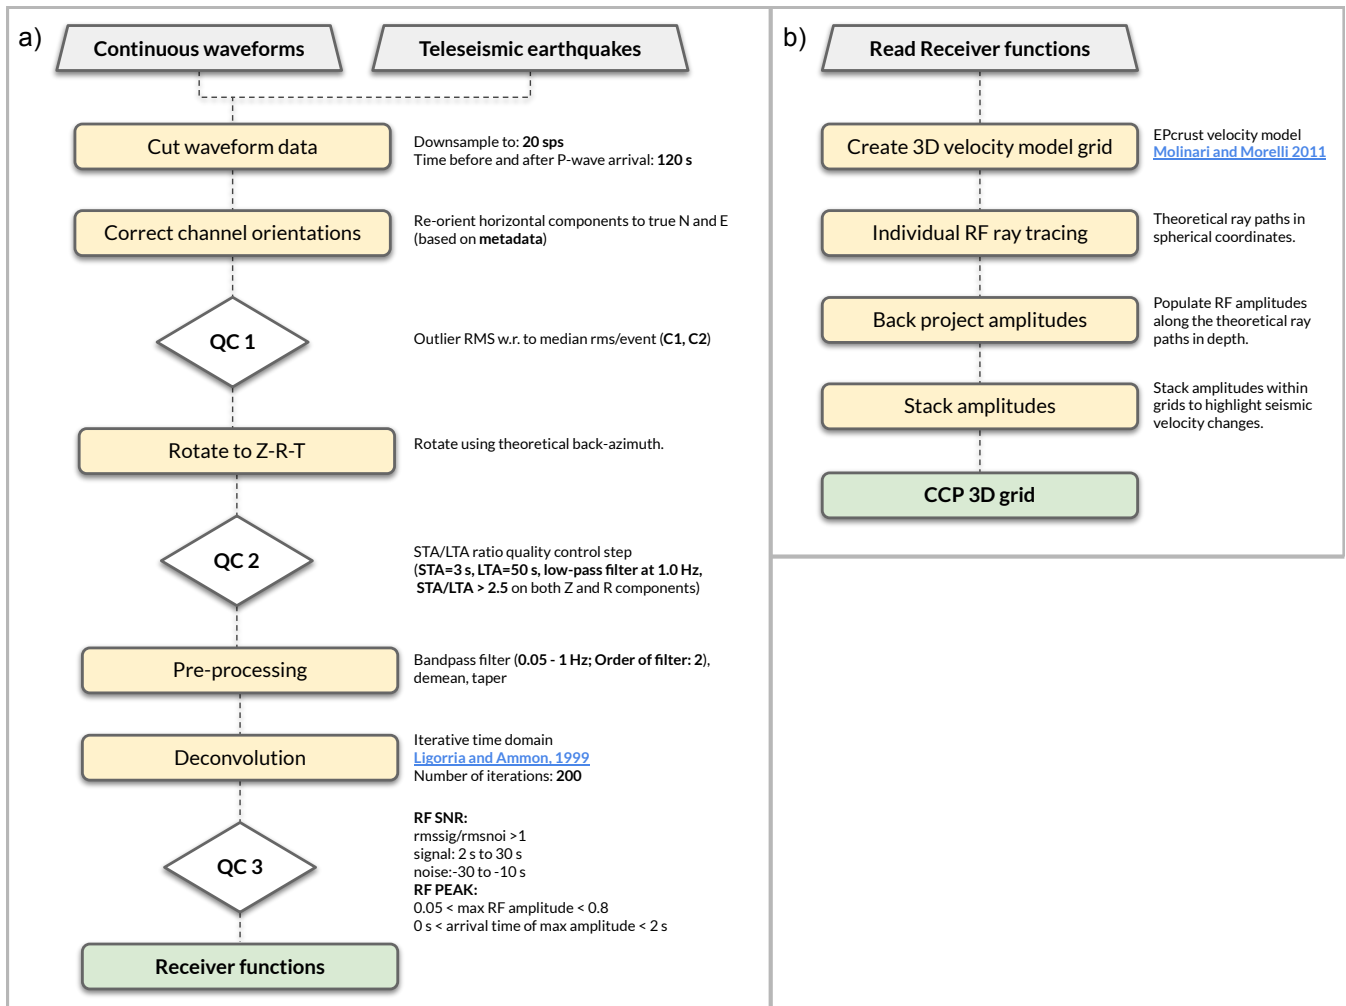 a)
Continuous waveforms
Teleseismic earthquakes
Cut waveform data
Downsample to: 20 sps
Time before and after P-wave arrival: 120 s
Correct channel orientations
Re-orient horizontal components to true N and E
(based on metadata)
QC 1
Outlier RMS w.r. to median rms/event (C1, C2)
Rotate to Z-R-T
Rotate using theoretical back-azimuth.
QC 2
STA/LTA ratio quality control step
(STA=3 s, LTA=50 s, low-pass filter at 1.0 Hz,
STA/LTA > 2.5 on both Z and R components)
Pre-processing
Bandpass filter (0.05 - 1 Hz; Order of filter: 2),
demean, taper
Deconvolution
Iterative time domain
Ligorria and Ammon, 1999
Number of iterations: 200
QC 3
RF SNR:
rmssig/rmsnoi >1
signal: 2 s to 30 s
noise:-30 to -10 s
RF PEAK:
0.05 < max RF amplitude < 0.8
0 s < arrival time of max amplitude < 2 s
Receiver functions
b)
Read Receiver functions
Create 3D velocity model grid
EPcrust velocity model
Molinari and Morelli 2011
Individual RF ray tracing
Theoretical ray paths in
spherical coordinates.
Back project amplitudes
Populate RF amplitudes
along the theoretical ray
paths in depth.
Stack amplitudes
Stack amplitudes within
grids to highlight seismic
velocity changes.
CCP 3D grid